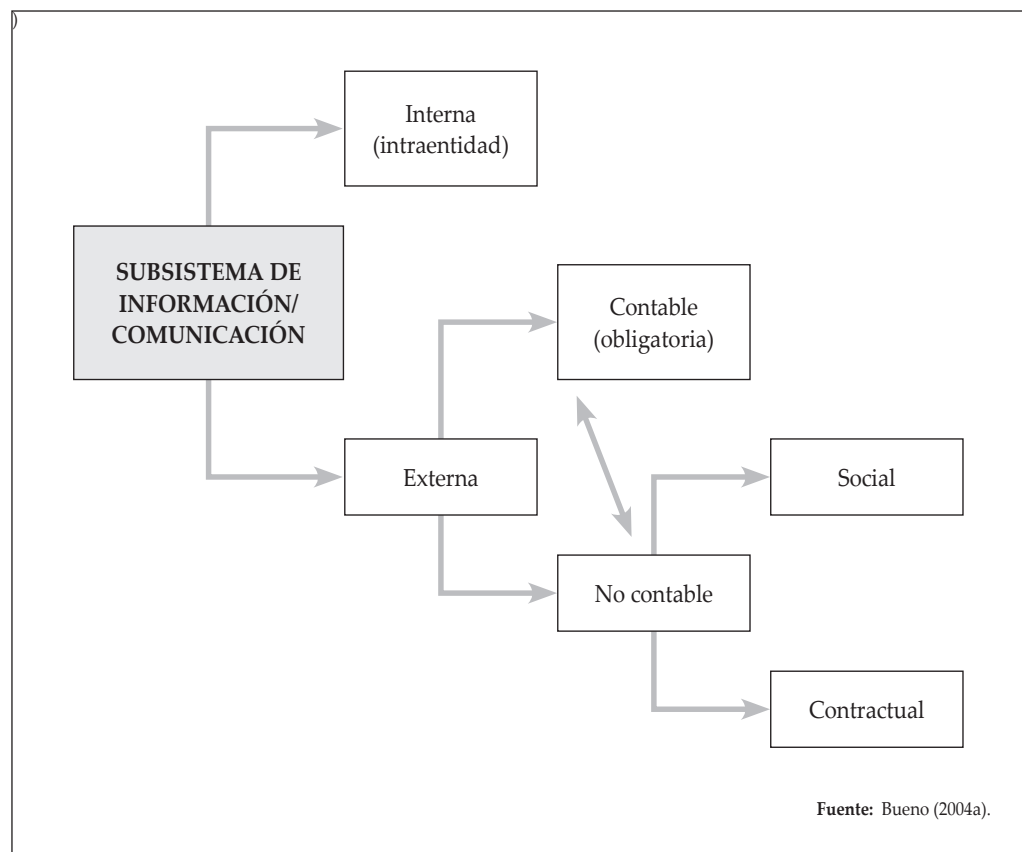 )
Interna
(intraentidad)
SUBSISTEMA DE
INFORMACIÓN/
COMUNICACIÓN
Contable
(obligatoria)
Externa
Social
No contable
Contractual
Fuente: Bueno (2004a).